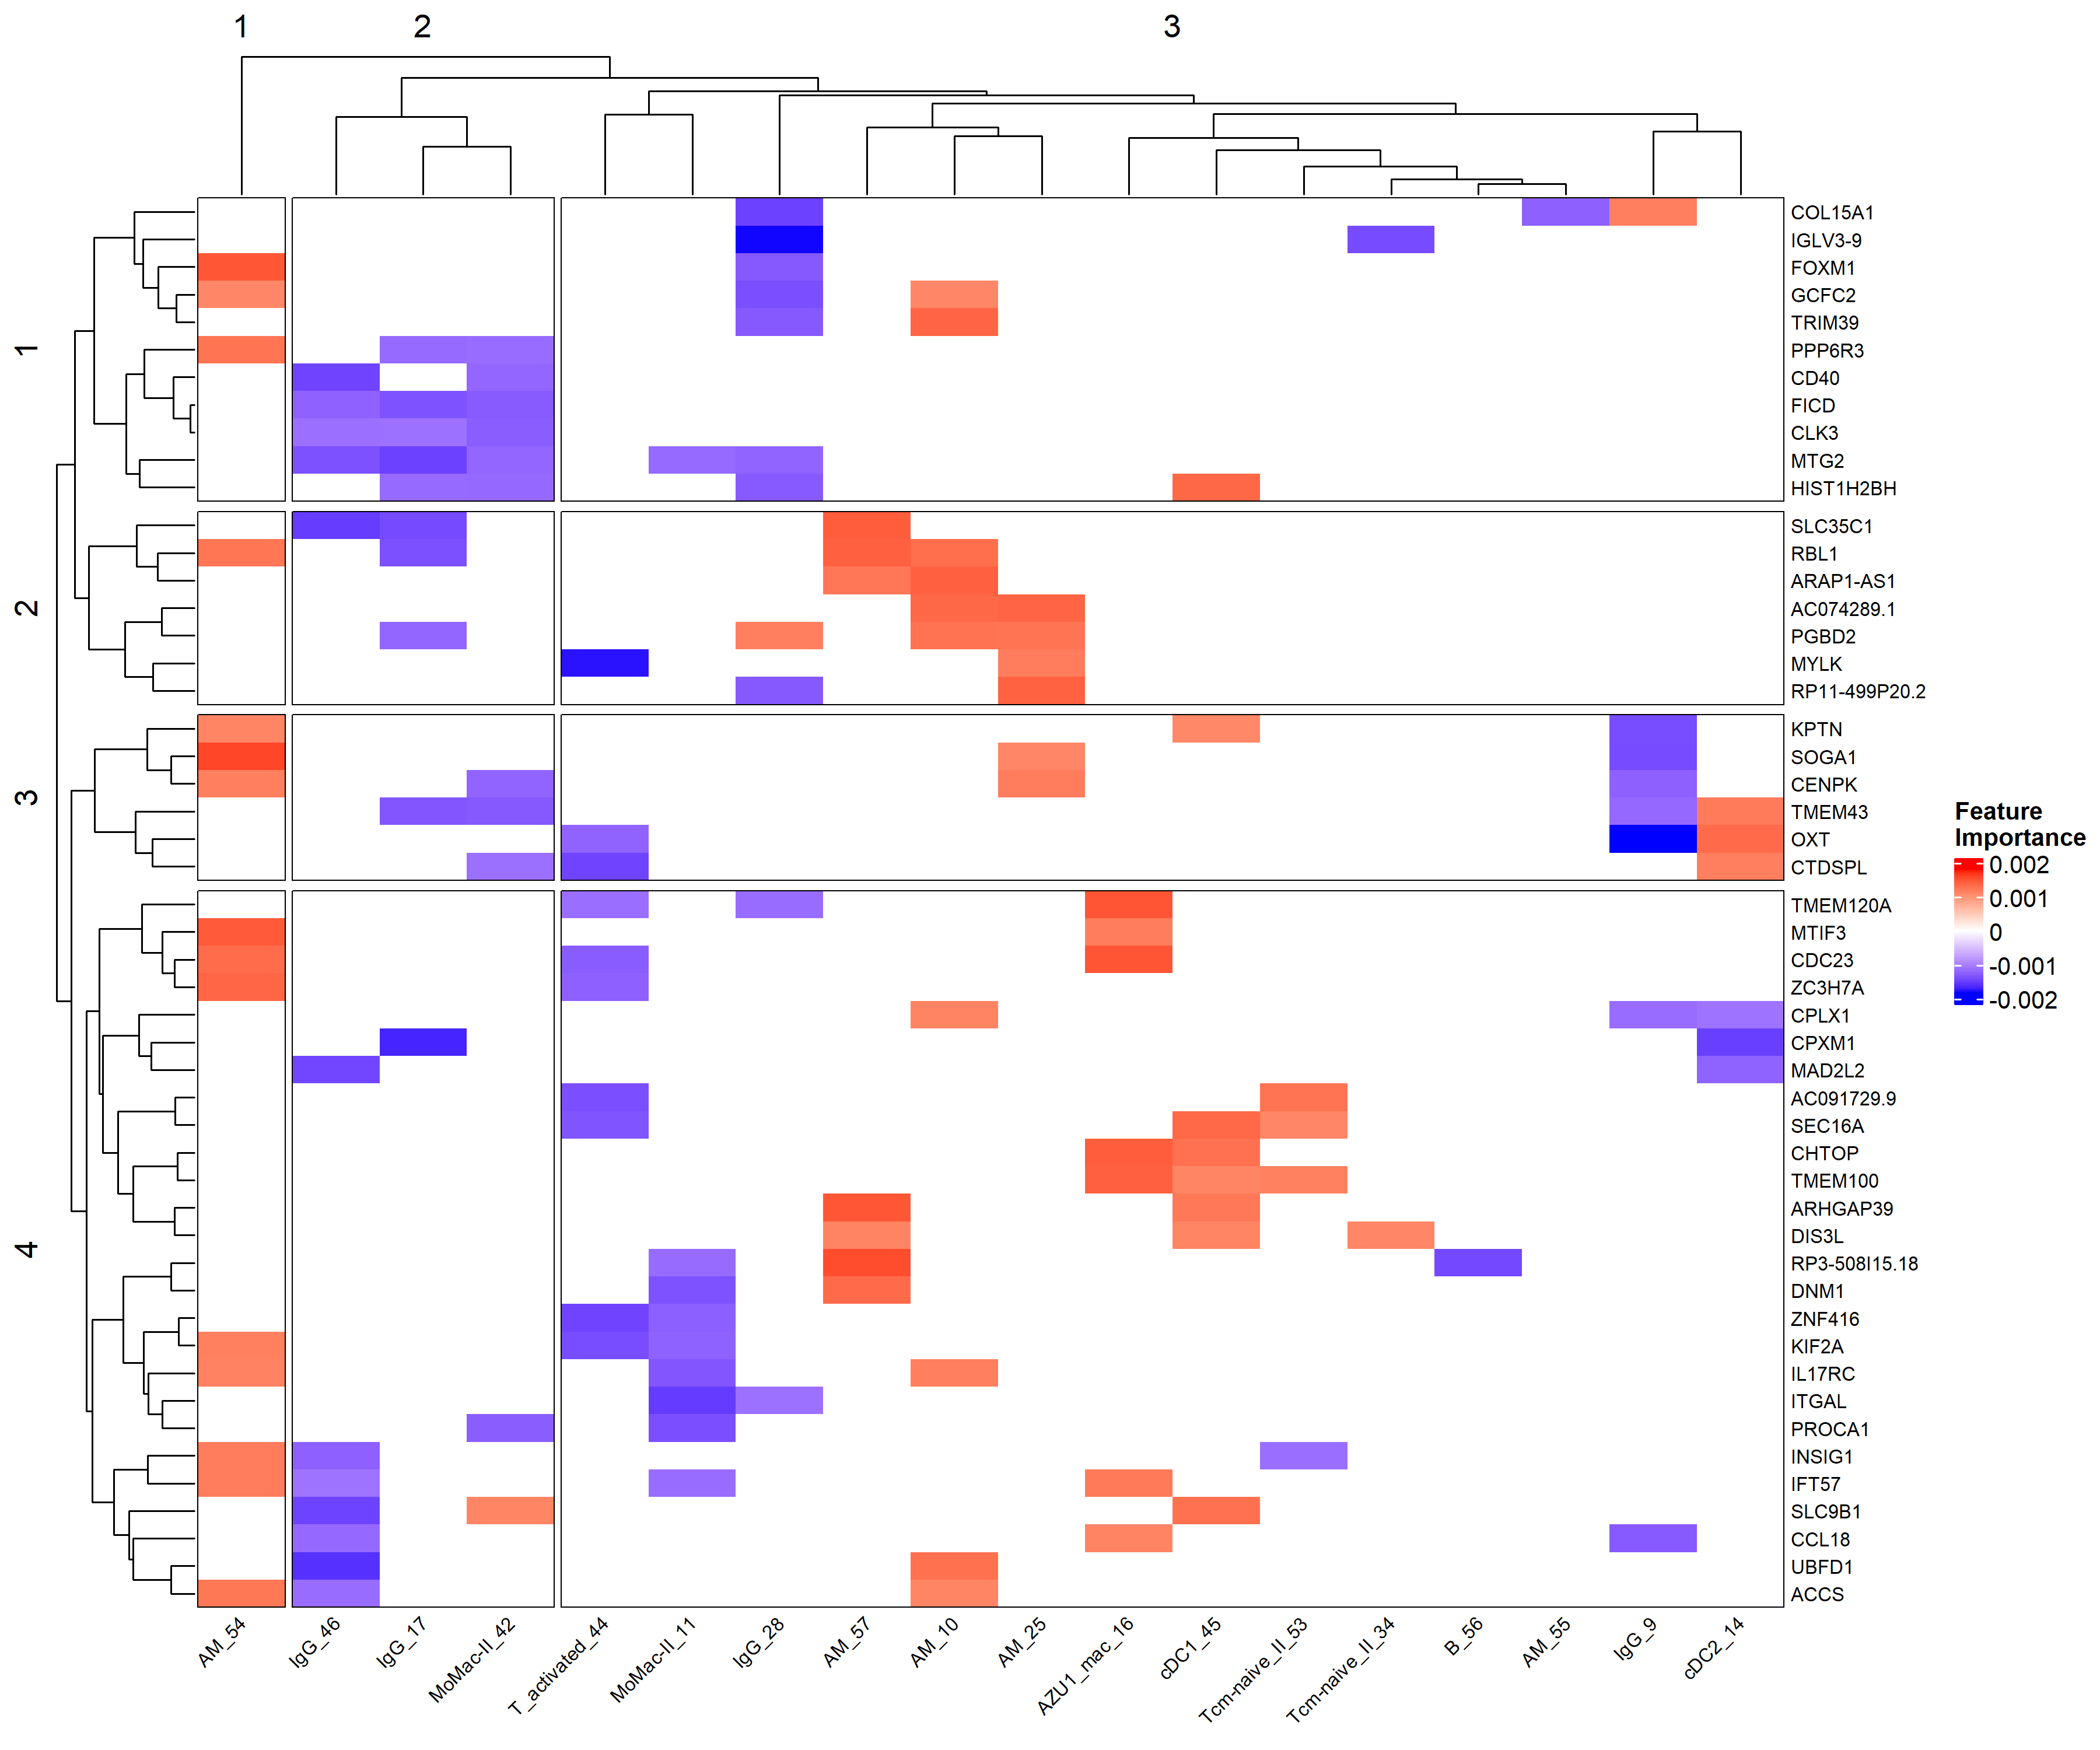 1
2
3
1
2
3
4
COL15A1
IGLV3-9
FOXM1
GCFC2
TRIM39
PPP6R3
CD40
FICD
CLK3
MTG2
HIST1H2BH
SLC35C1
RBL1
ARAP1-AS1
AC074289.1
PGBD2
MYLK
RP11-499P20.2
KPTN
SOGA1
CENPK
TMEM43
OXT
CTDSPL
TMEM120A
MTIF3
CDC23
ZC3H7A
CPLX1
CPXM1
MAD2L2
AC091729.9
SEC16A
CHTOP
TMEM100
ARHGAP39
DIS3L
RP3-508I15.18
DNM1
ZNF416
KIF2A
IL17RC
ITGAL
PROCA1
INSIG1
IFT57
SLC9B1
CCL18
UBFD1
ACCS
Feature
Importance
0.002
0.001
0
-0.001
-0.002
AM_54
IgG_46
IgG_17
MoMac-II_42
T_activated_44
MoMac-II_11
IgG_28
AM_57
AM_10
AM_25
AZU1_mac_16
cDC1_45
Tcm-naive_II_53
Tcm-naive_II_34
B_56
AM_55
IgG_9
cDC2_14